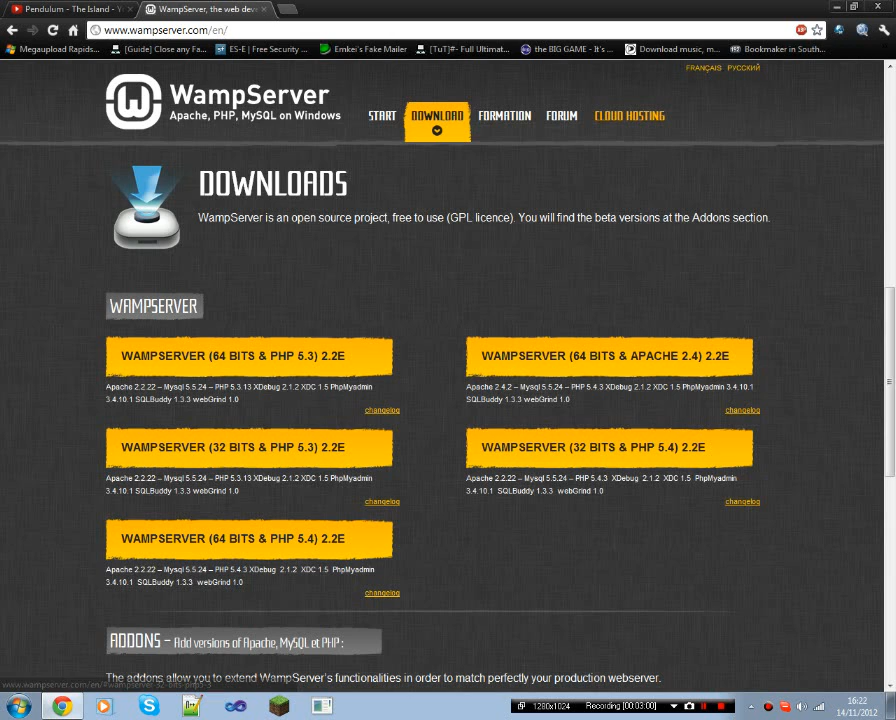 Pendulum - The Island - Y
WampServer, the web deve
www.wampserver.com/en/
Megaupload Rapids...
[Guide] Close any Fa...
ES-E | Free Security ...
Emkei's Fake Mailer
[TuT]#- Full Ultimat...
the BIG GAME - It's ...
Download music, m...
Bookmaker in South...
FRANÇAIS РУССКИЙ
WampServer
Apache, PHP, MySQL on Windows
START DOWNLOAD FORMATION FORUM CLOUD HOSTING
DOWNLOADS
WampServer is an open source project, free to use (GPL licence). You will find the beta versions at the Addons section.
WAMPSERVER
WAMPSERVER (64 BITS & PHP 5.3) 2.2E
Apache 2.2.22 – Mysql 5.5.24 – PHP 5.3.13 XDebug 2.1.2 XDC 1.5 PhpMyadmin
3.4.10.1 SQLBuddy 1.3.3 webGrind 1.0
changelog
WAMPSERVER (64 BITS & APACHE 2.4) 2.2E
Apache 2.4.2 – Mysql 5.5.24 – PHP 5.4.3 XDebug 2.1.2 XDC 1.5 PhpMyadmin 3.4.10.1
SQLBuddy 1.3.3 webGrind 1.0
changelog
WAMPSERVER (32 BITS & PHP 5.3) 2.2E
Apache 2.2.22 – Mysql 5.5.24 – PHP 5.3.13 XDebug 2.1.2 XDC 1.5 PhpMyadmin
3.4.10.1 SQLBuddy 1.3.3 webGrind 1.0
changelog
WAMPSERVER (32 BITS & PHP 5.4) 2.2E
Apache 2.2.22 – Mysql 5.5.24 – PHP 5.4.3 XDebug 2.1.2 XDC 1.5 PhpMyadmin
3.4.10.1 SQLBuddy 1.3.3 webGrind 1.0
changelog
WAMPSERVER (64 BITS & PHP 5.4) 2.2E
Apache 2.2.22 – Mysql 5.5.24 – PHP 5.4.3 XDebug 2.1.2 XDC 1.5 PhpMyadmin
3.4.10.1 SQLBuddy 1.3.3 webGrind 1.0
changelog
ADDONS – Add versions of Apache, MySQL et PHP :
The addons allow you to extend WampServer's functionalities in order to match perfectly your production webserver.
www.wampserver.com/en/#wampserver-32-bits-php5-3
1280x1024 Recording [00:03:00]
16:22
14/11/2012